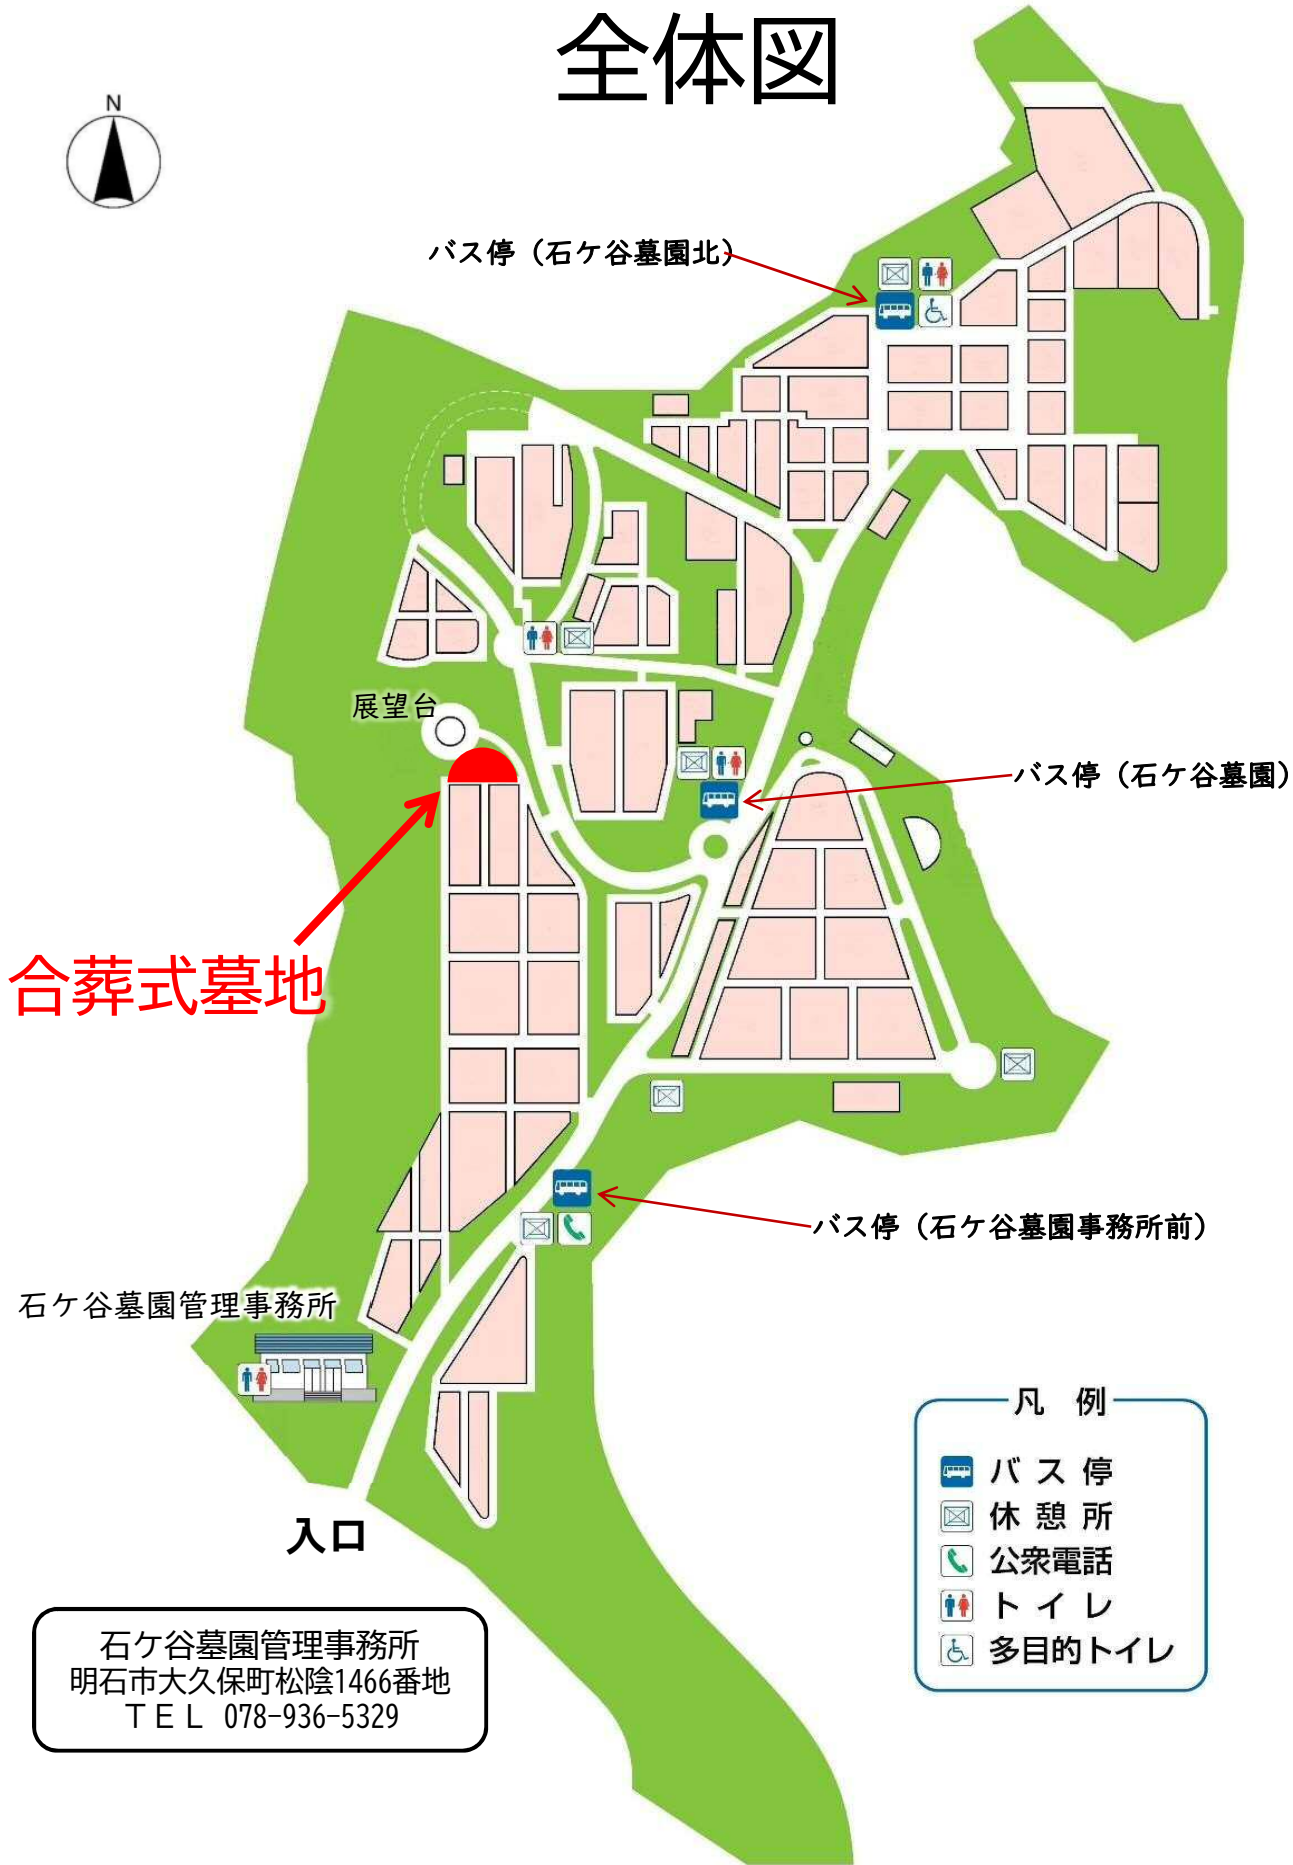 全体図
N
バス停（石ケ谷墓園北）
展望台
バス停（石ケ谷墓園）
合葬式墓地
バス停（石ケ谷墓園事務所前）
石ケ谷墓園管理事務所
入口
凡 例
バ ス 停
休 憩 所
公衆電話
ト イ レ
多目的トイレ
石ケ谷墓園管理事務所
明石市大久保町松陰1466番地
ＴＥＬ 078-936-5329